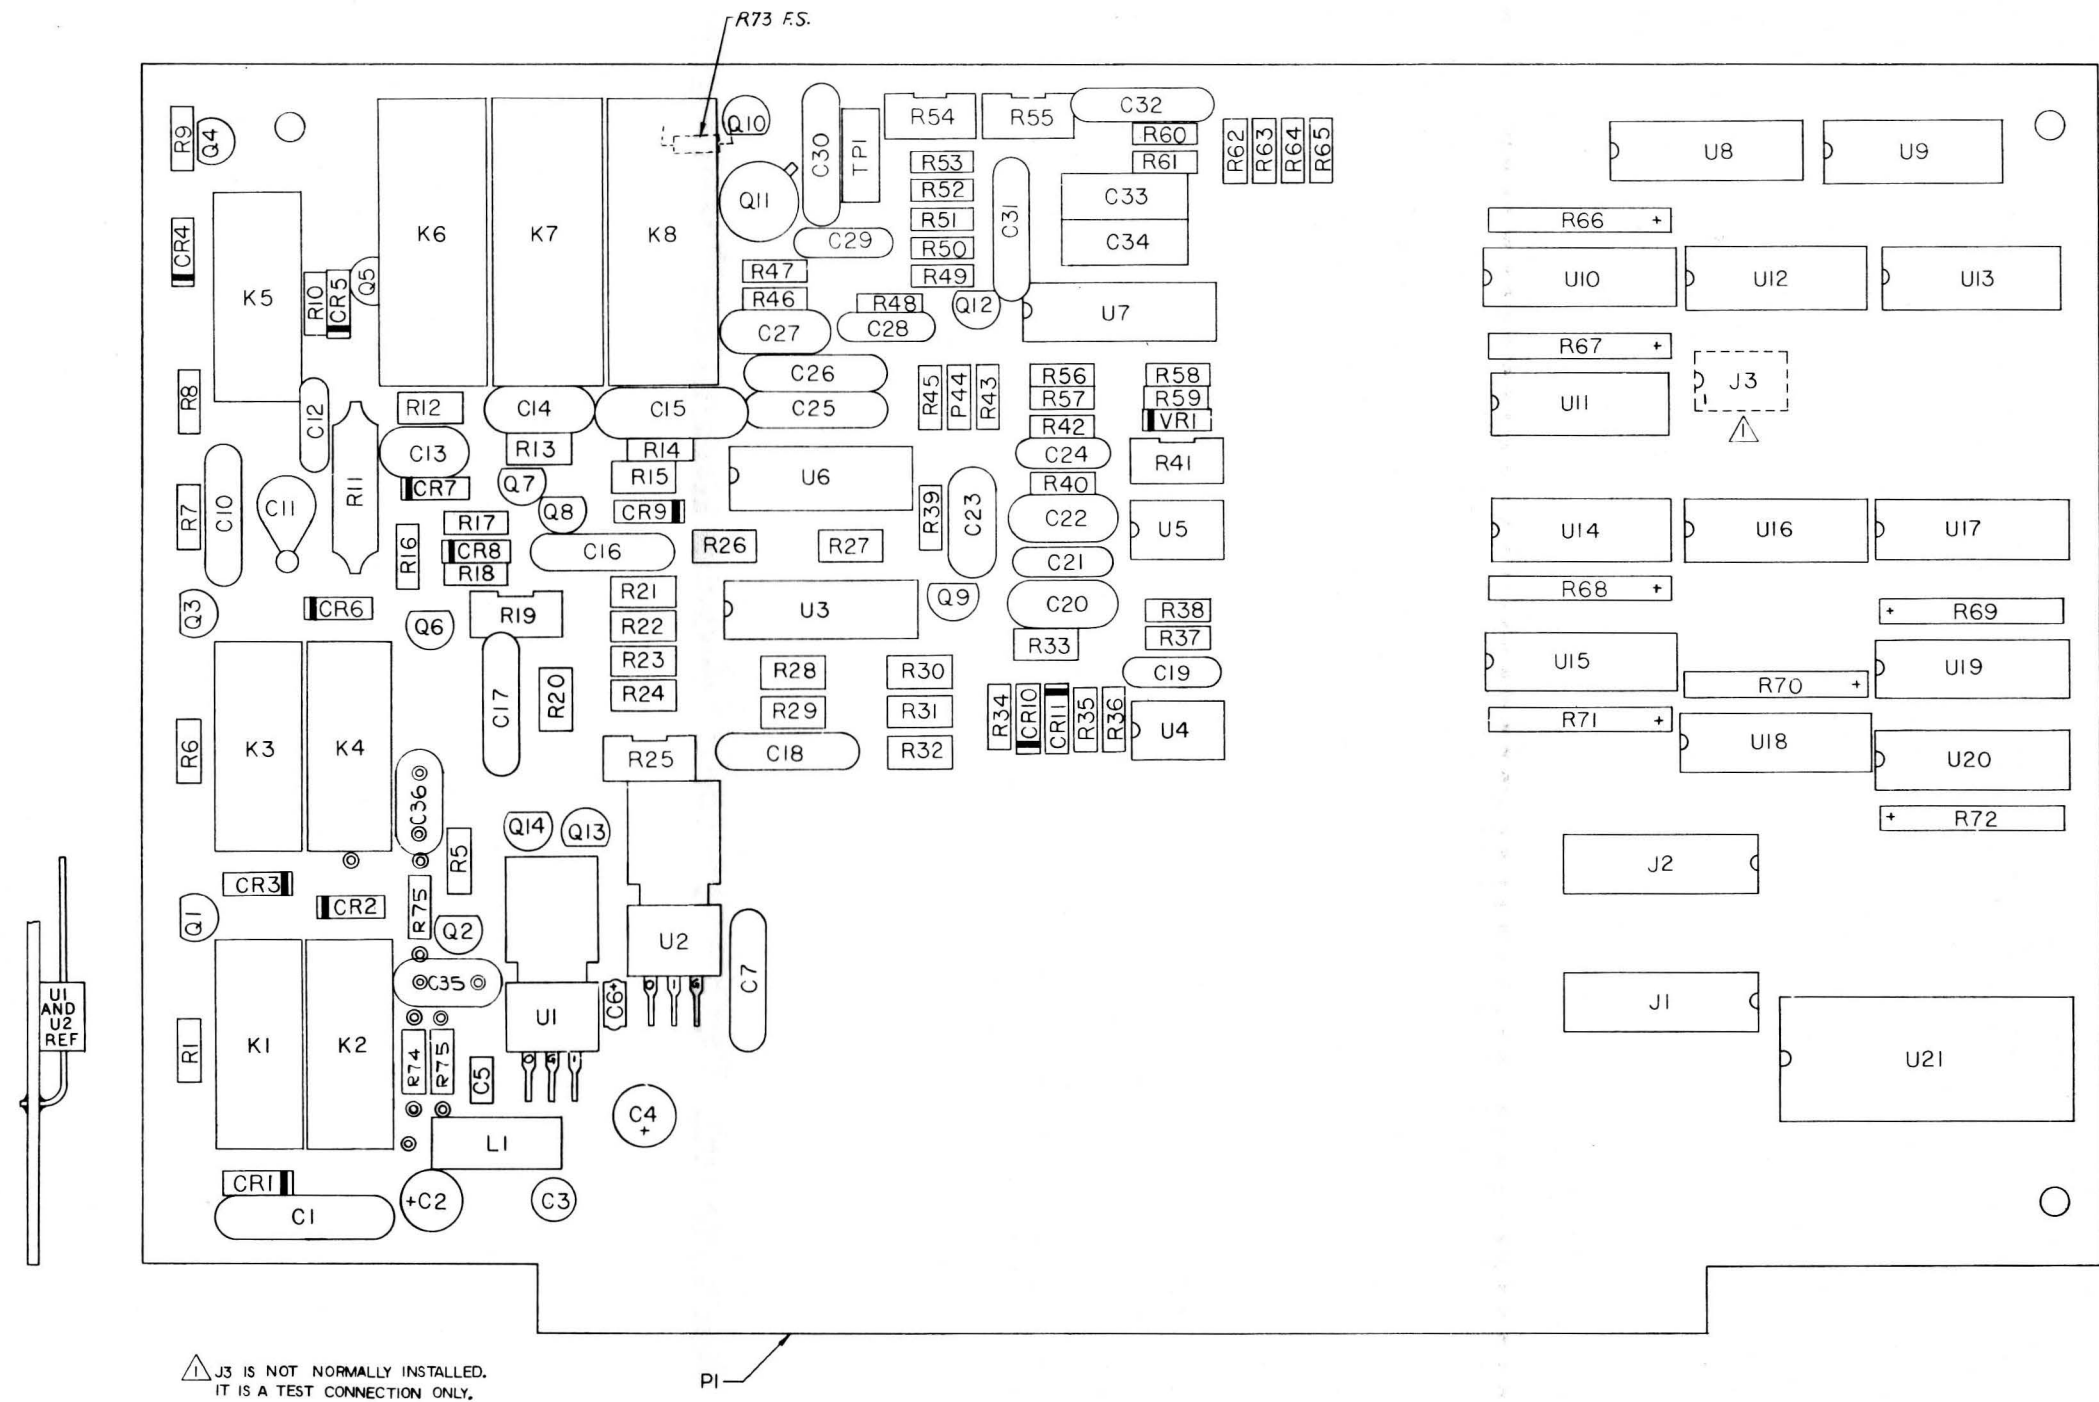 R73 F.S.
R9
Q4
K6
K7
K8
Q10
C30
TP1
R54
R55
C32
R60
R61
R62
R63
R64
R65
U8
U9
Q11
R53
R52
R51
R50
R49
C31
C33
C34
R66 +
CR4
K5
R10
CR5
Q5
C29
R47
R46
R48
Q12
C27
C28
U7
U10
U12
U13
R67 +
R8
C12
R12
C14
C15
C26
C25
R45
P44
R43
R56
R57
R42
R58
R59
VR1
U11
J3
1
R7
C10
C11
R11
C13
R13
R14
R15
CR7
Q7
Q8
CR9
U6
C24
R40
R41
R39
C23
C22
U5
U14
U16
U17
R16
R17
CR8
R18
C16
R26
R27
C21
R68 +
Q3
CR6
Q6
R19
R21
R22
R23
R24
U3
Q9
C20
R33
R38
R37
+ R69
R6
K3
K4
C17
R20
R28
R29
R30
R31
R32
C19
R34
CR10
CR11
R35
R36
U4
U15
R70 +
U19
R71 +
U18
U20
C36
R25
C18
Q14
Q13
R5
+ R72
J2
CR3
CR2
Q1
R75
Q2
U2
C7
O I G
C35
U1
C6+
O G I
J1
U21
U1
AND
U2
REF
R1
K1
K2
R74
R75
C5
L1
C4
+
CR1
C1
+C2
C3
P1
1 J3 IS NOT NORMALLY INSTALLED.
IT IS A TEST CONNECTION ONLY.